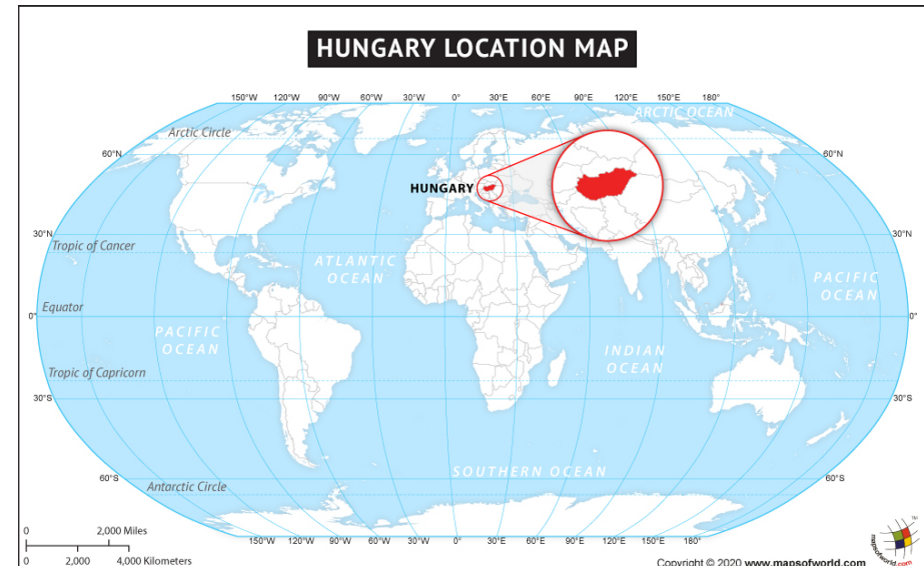 HUNGARY LOCATION MAP
150°W 120°W 90°W 60°W 30°W 0° 30°E 60°E 90°E 120°E 150°E 180°
ARCTIC OCEAN
Arctic Circle
60°N 60°N
HUNGARY
30°N 30°N
Tropic of Cancer
ATLANTIC
OCEAN
PACIFIC
OCEAN
Equator
0° 0°
PACIFIC
OCEAN
INDIAN
OCEAN
Tropic of Capricorn
30°S 30°S
SOUTHERN OCEAN
60°S 60°S
Antarctic Circle
0 2,000 Miles
0 2,000 4,000 Kilometers
150°W 120°W 90°W 60°W 30°W 0° 30°E 60°E 90°E 120°E 150°E 180°
Copyright © 2020 www.mapsofworld.com
mapsofworld.com
TM